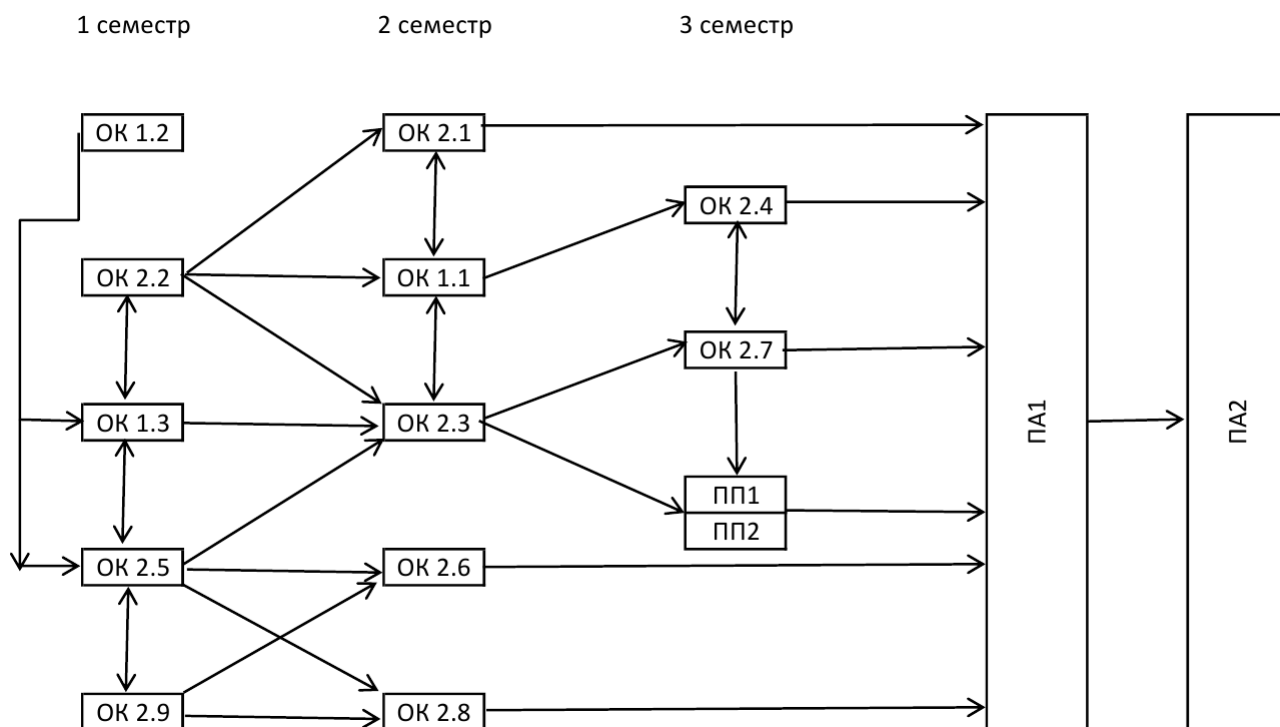 1 семестр 2 семестр 3 семестр
ОК 1.2 ОК 2.1
ОК 2.4
ОК 2.2 ОК 1.1
ОК 2.7
ОК 1.3 ОК 2.3 ПА1 ПА2
ПП1
ПП2
ОК 2.5 ОК 2.6
ОК 2.9 ОК 2.8